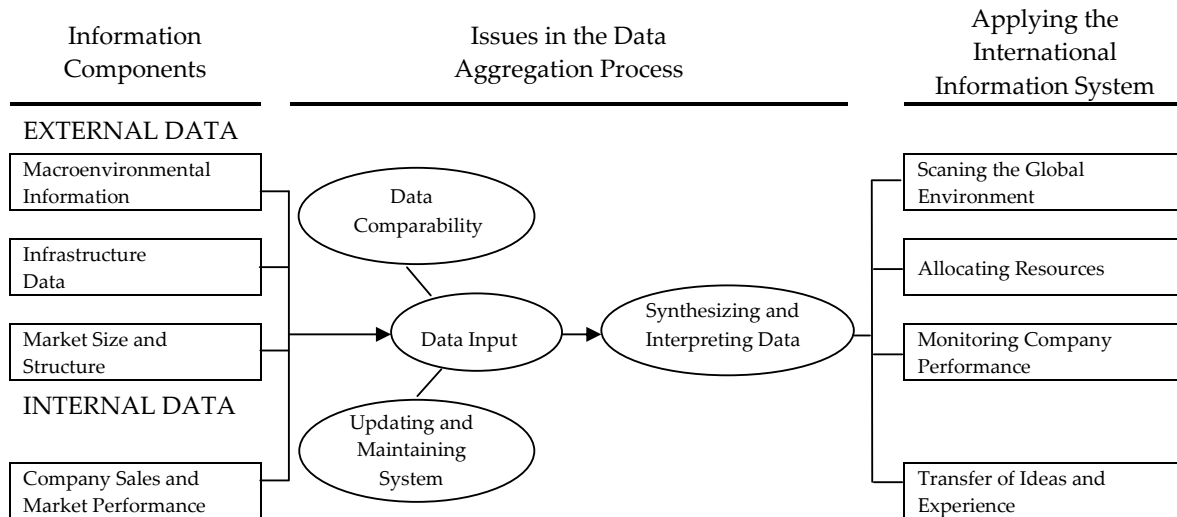 Information
Components
Issues in the Data
Aggregation Process
Applying the
International
Information System
EXTERNAL DATA
Macroenvironmental
Information
Infrastructure
Data
Market Size and
Structure
INTERNAL DATA
Company Sales and
Market Performance
Data
Comparability
Data Input
Updating and
Maintaining
System
Synthesizing and
Interpreting Data
Scaning the Global
Environment
Allocating Resources
Monitoring Company
Performance
Transfer of Ideas and
Experience